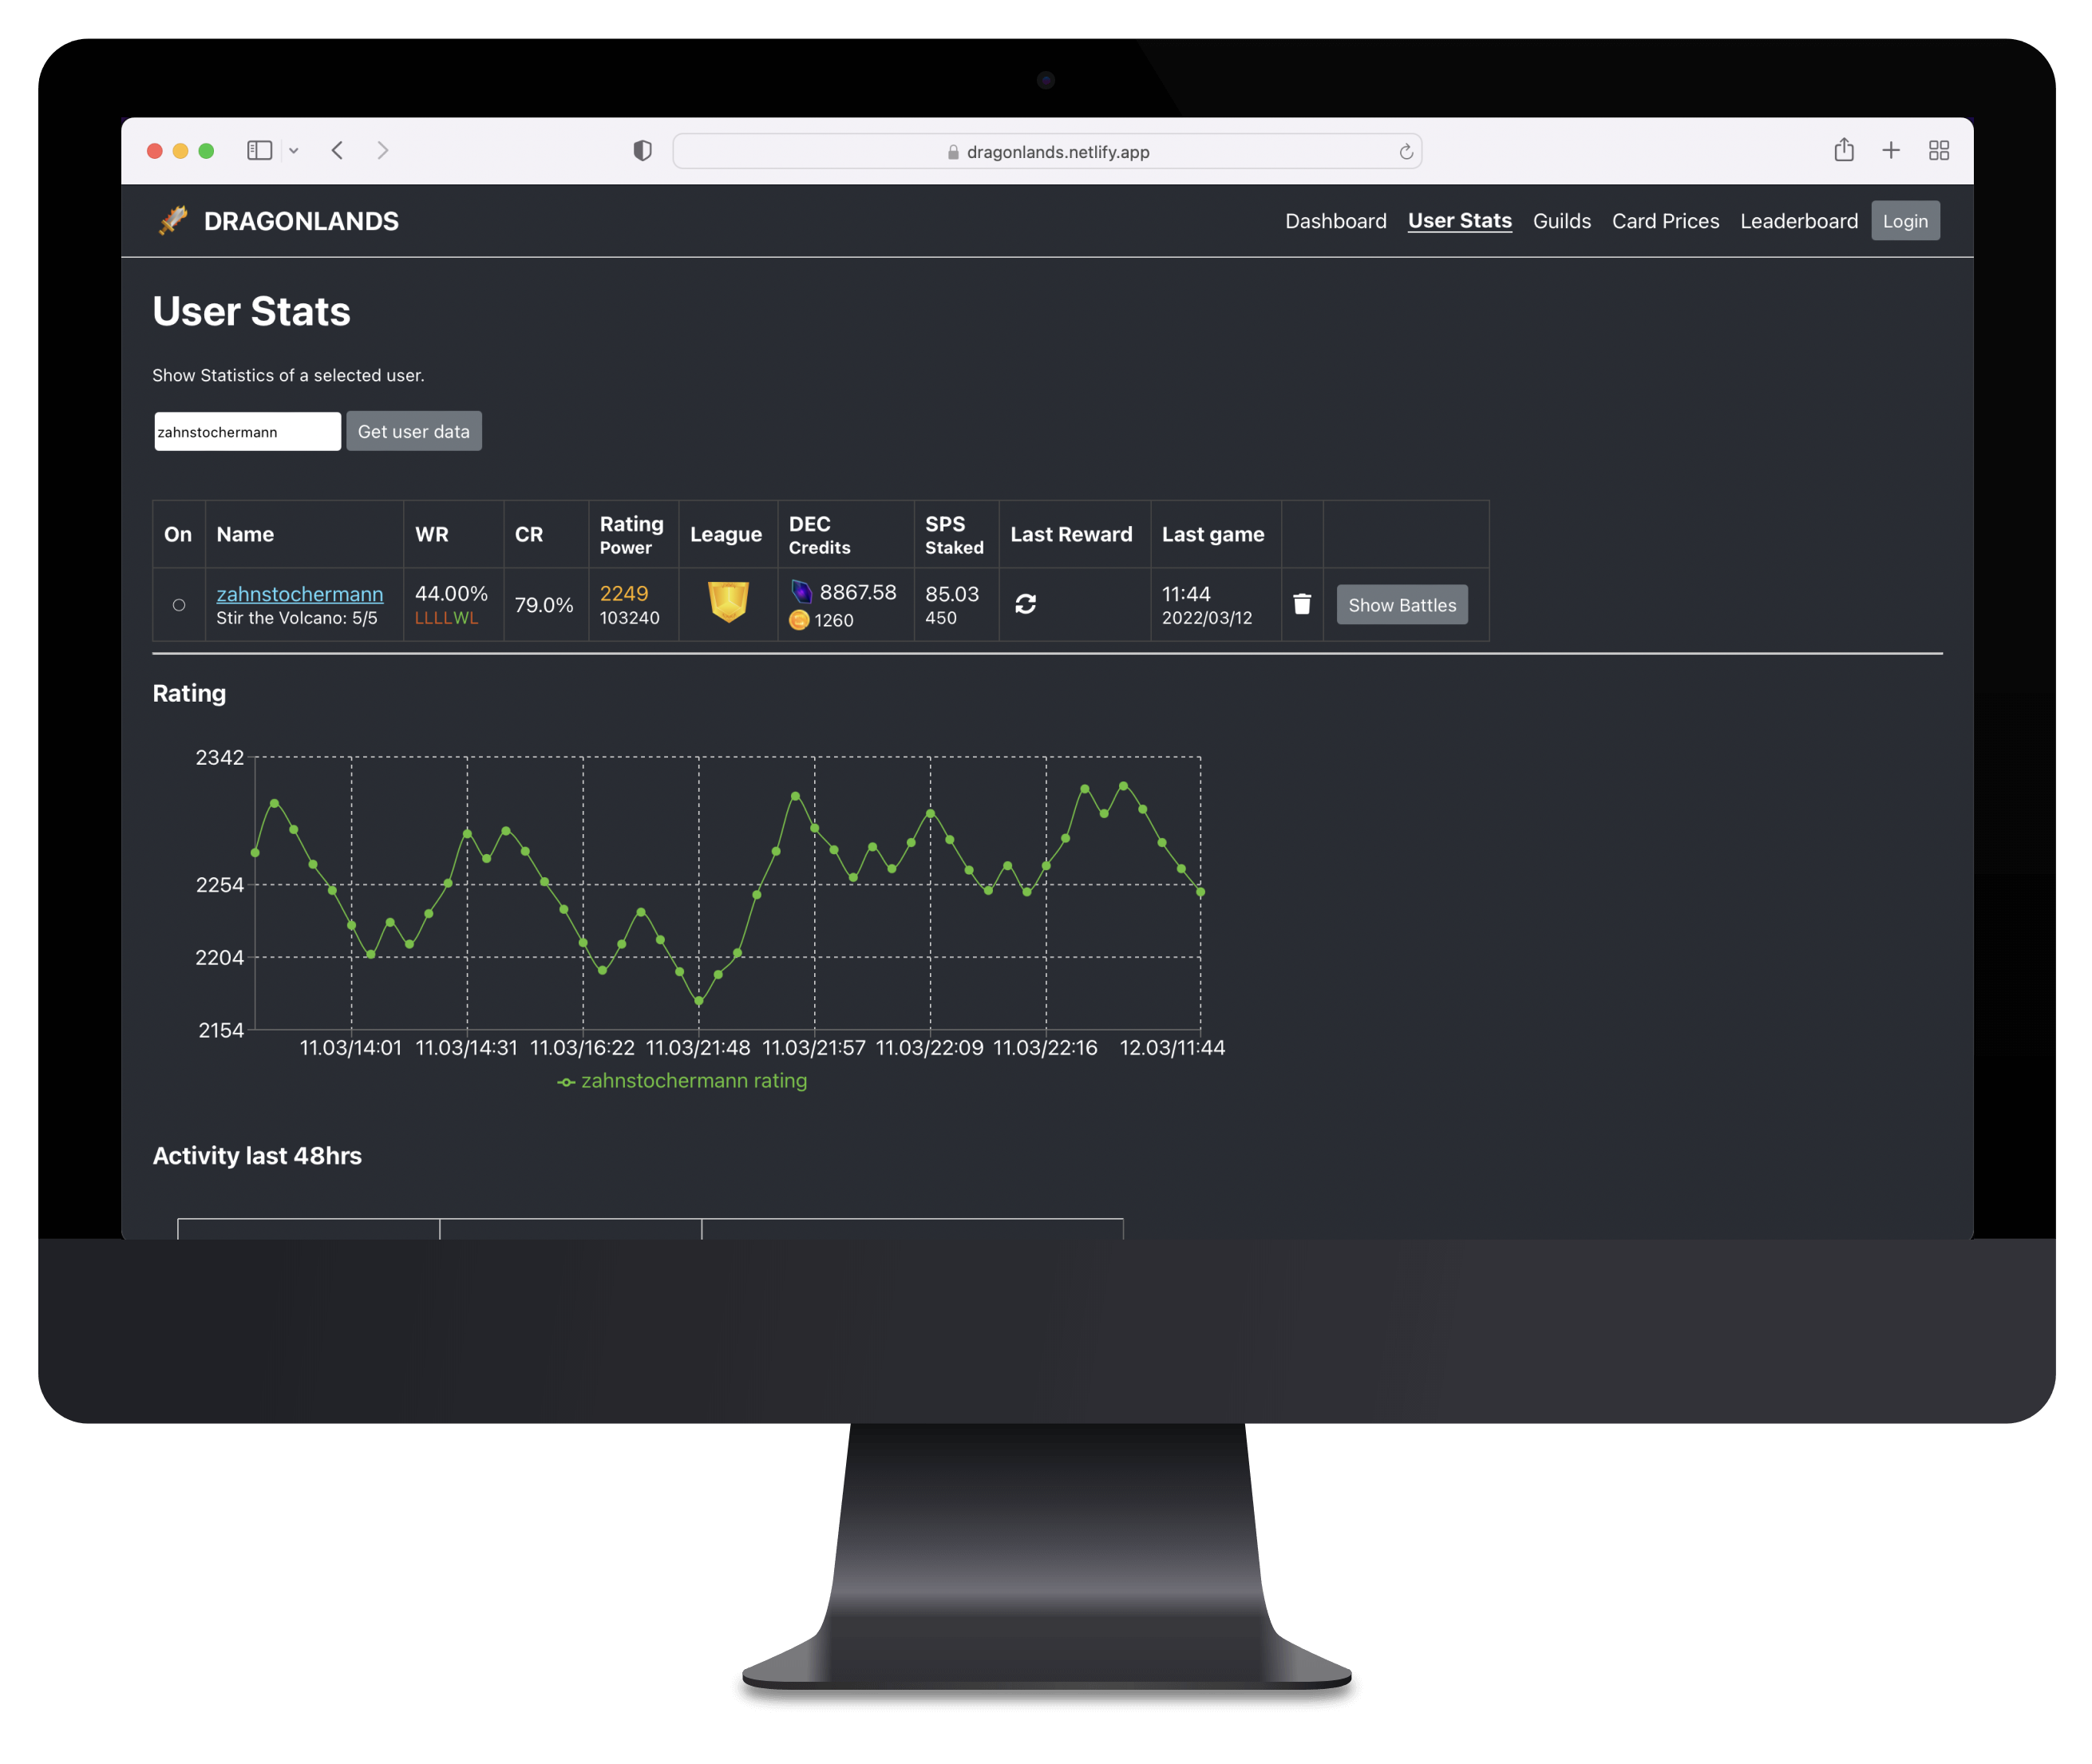 dragonlands.netlify.app
DRAGONLANDS
Dashboard User Stats Guilds Card Prices Leaderboard Login
User Stats
Show Statistics of a selected user.
zahnstochermann Get user data
On Name WR CR Rating Power League DEC Credits SPS Staked Last Reward Last game
zahnstochermann 44.00% 79.0% 2249 8867.58 85.03 11:44 Show Battles
Stir the Volcano: 5/5 LLLLWL 103240 1260 450 2022/03/12
Rating
2342
2254
2204
2154
11.03/14:01 11.03/14:31 11.03/16:22 11.03/21:48 11.03/21:57 11.03/22:09 11.03/22:16 12.03/11:44
zahnstochermann rating
Activity last 48hrs